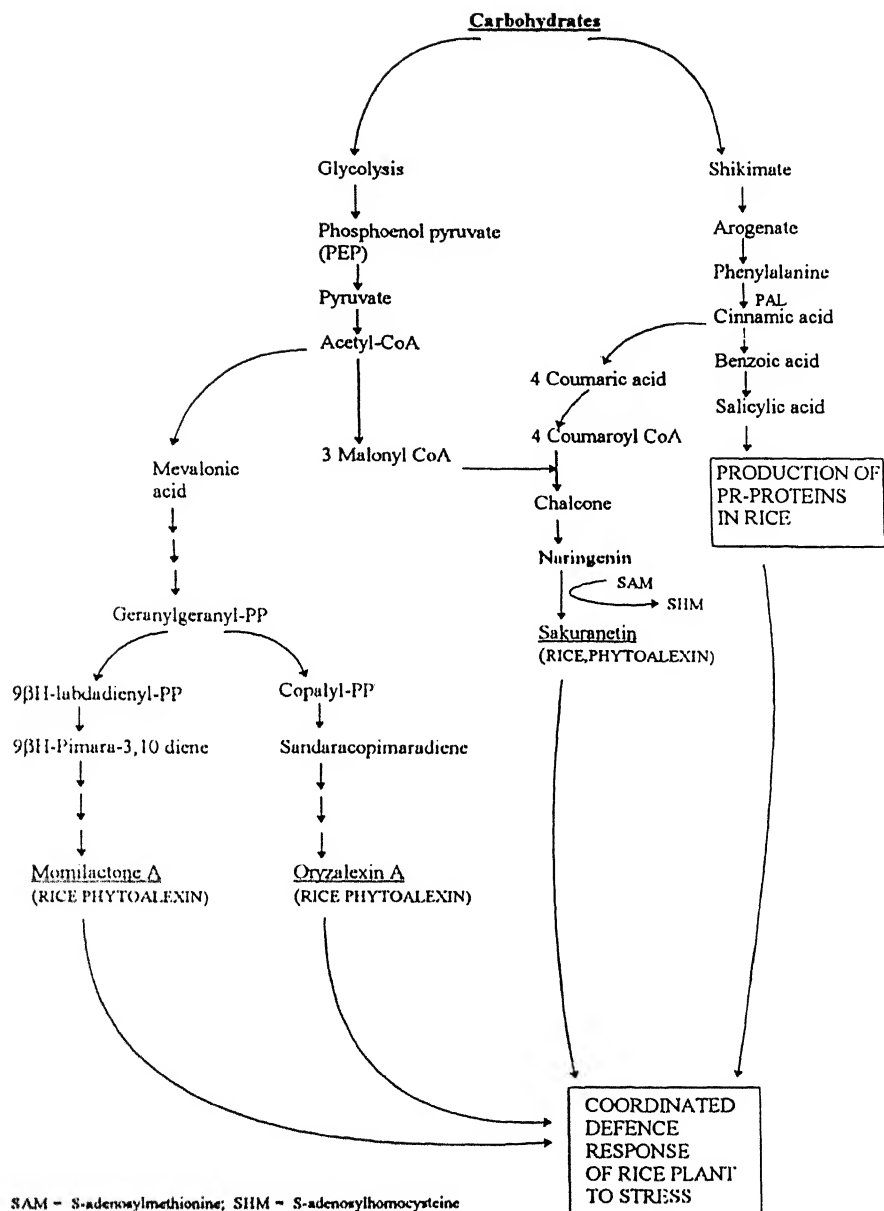 Carbohydrates
Glycolysis
Shikimate
Phosphoenol pyruvate
(PEP)
Arogenate
Phenylalanine
Pyruvate
PAL
Cinnamic acid
Acetyl-CoA
Benzoic acid
4 Coumaric acid
Salicylic acid
4 Coumaroyl CoA
3 Malonyl CoA
Mevalonic
acid
PRODUCTION OF
PR-PROTEINS
IN RICE
Chalcone
Naringenin
SAM
SHM
Geranylgeranyl-PP
Sakuranetin
(RICE,PHYTOALEXIN)
9βH-labdadienyl-PP
Copalyl-PP
9βH-Pimara-3,10 diene
Sandaracopimaradiene
Momilactone A
(RICE PHYTOALEXIN)
Oryzalexin A
(RICE PHYTOALEXIN)
COORDINATED
DEFENCE
RESPONSE
OF RICE PLANT
TO STRESS
SAM = S-adenosylmethionine; SHM = S-adenosylhomocysteine